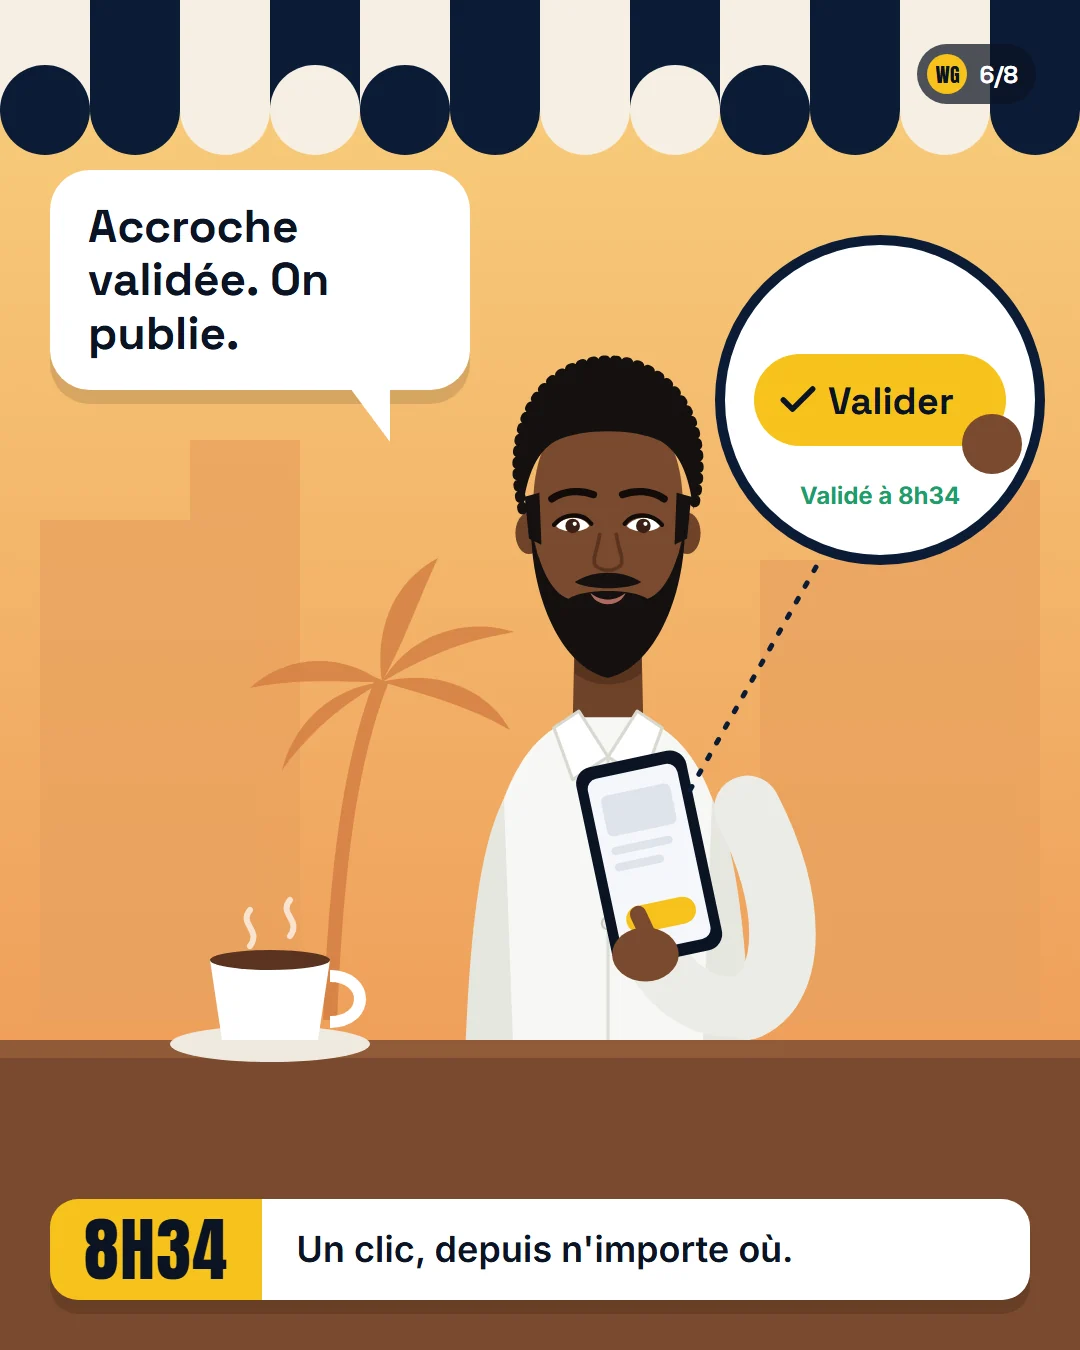 WG 6/8
Accroche
validée. On
publie.
✓ Valider
Validé à 8h34
8H34
Un clic, depuis n'importe où.